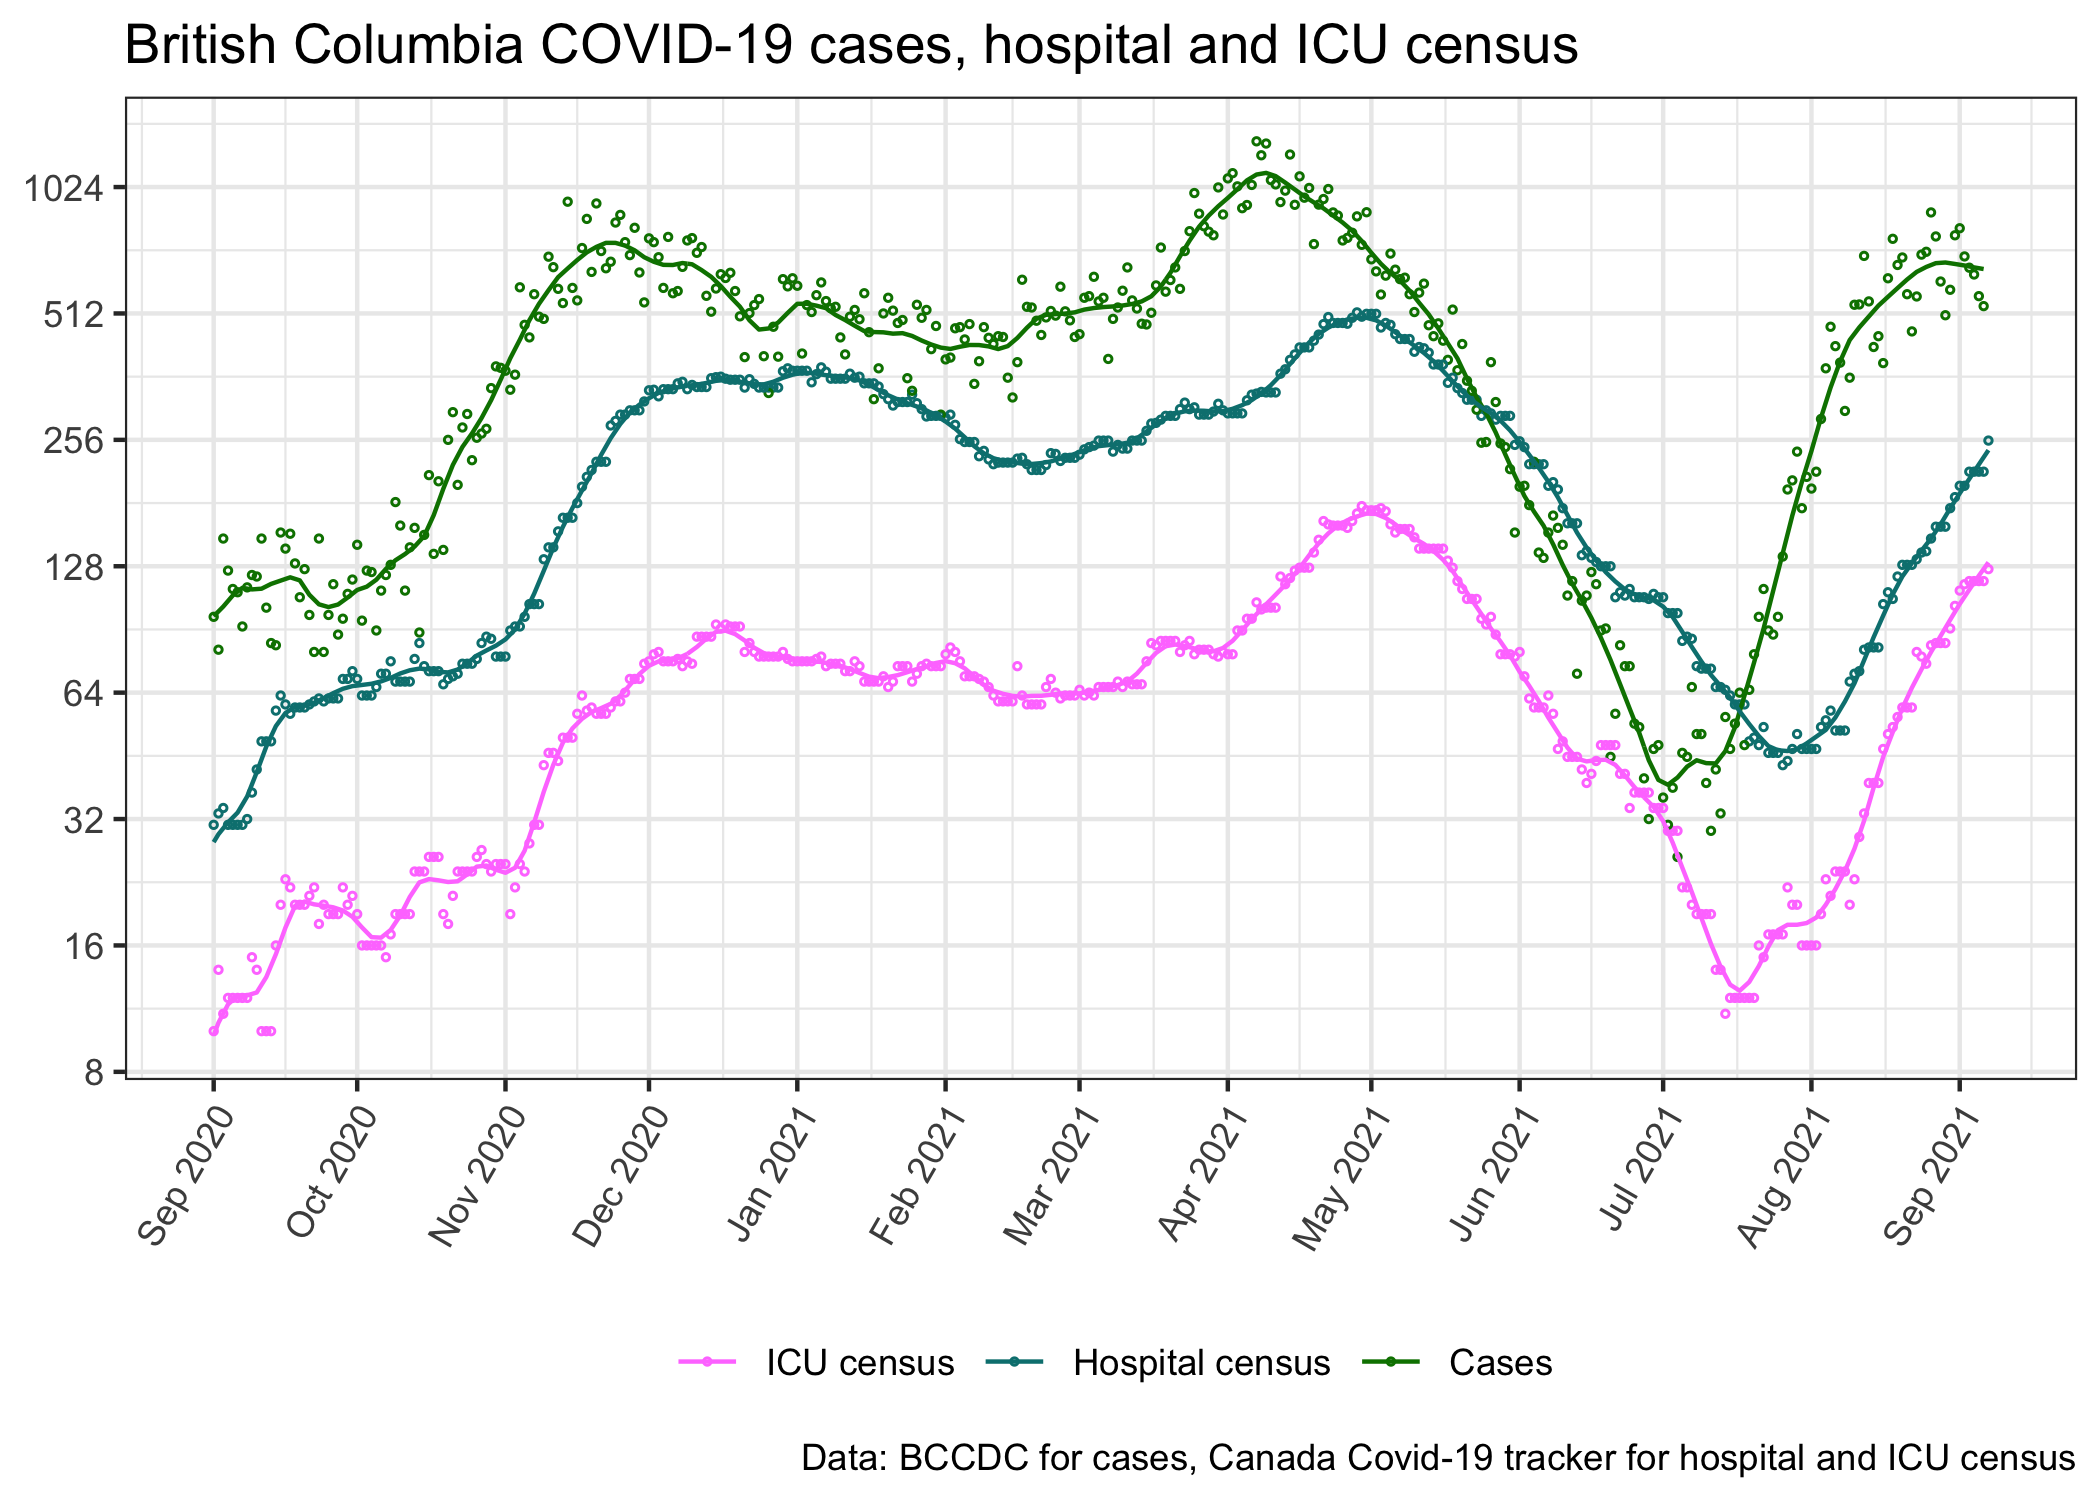 British Columbia COVID-19 cases, hospital and ICU census
1024
512
256
128
64
32
16
8
Sep 2020
Oct 2020
Nov 2020
Dec 2020
Jan 2021
Feb 2021
Mar 2021
Apr 2021
May 2021
Jun 2021
Jul 2021
Aug 2021
Sep 2021
ICU census
Hospital census
Cases
Data: BCCDC for cases, Canada Covid-19 tracker for hospital and ICU census